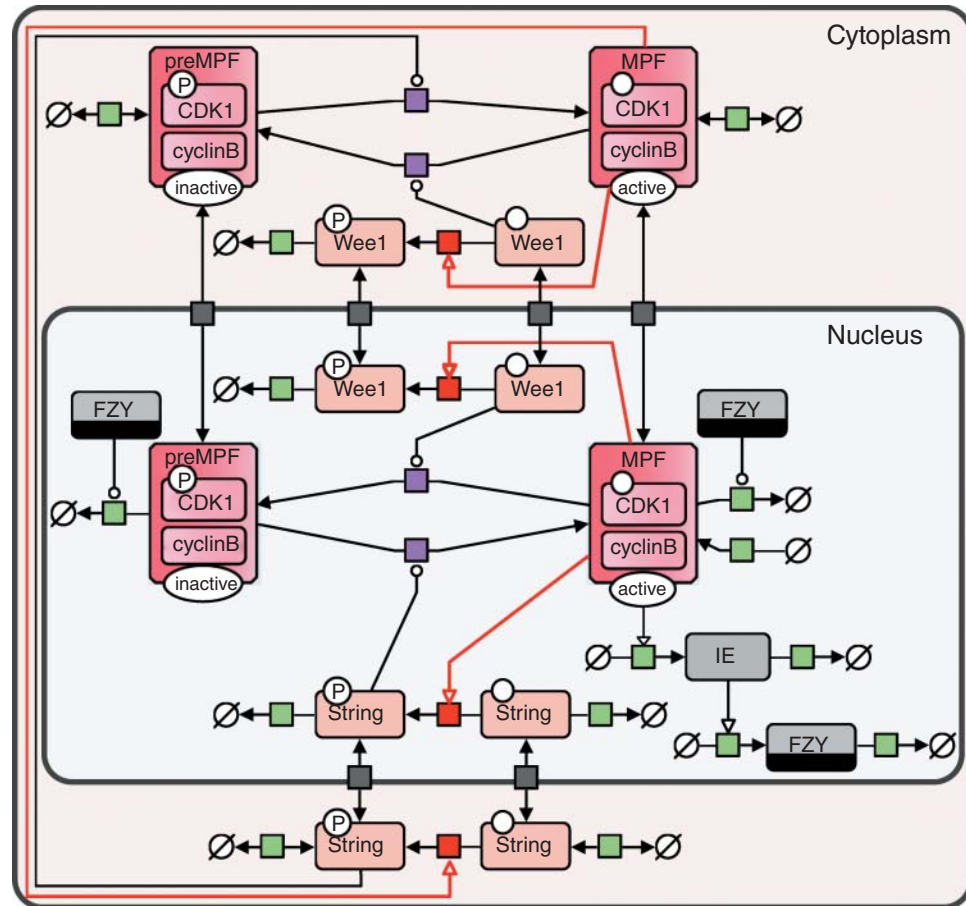 Cytoplasm
preMPF
P
CDK1
cyclinB
inactive
MPF
CDK1
cyclinB
active
P
Wee1
Wee1
Nucleus
P
Wee1
Wee1
FZY
FZY
preMPF
P
CDK1
cyclinB
inactive
MPF
CDK1
cyclinB
active
IE
P
String
String
FZY
P
String
String